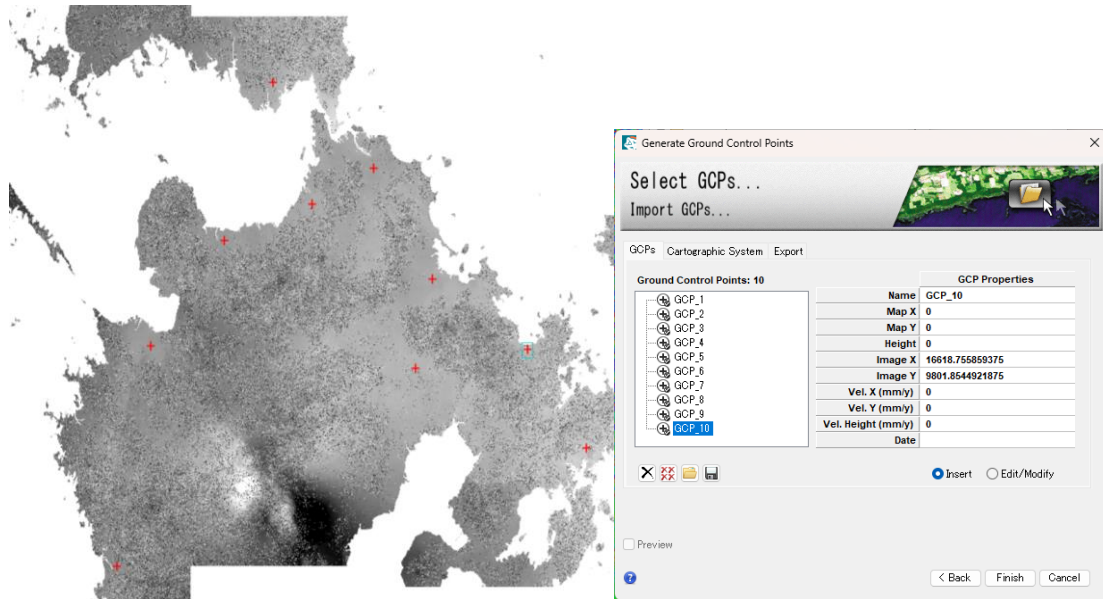 Generate Ground Control Points
Select GCPs...
Import GCPs...
GCPs Cartographic System Export
Ground Control Points: 10
GCP_1
GCP_2
GCP_3
GCP_4
GCP_5
GCP_6
GCP_7
GCP_8
GCP_9
GCP_10
GCP Properties
Name GCP_10
Map X 0
Map Y 0
Height 0
Image X 16618.755859375
Image Y 9801.8544921875
Vel. X (mm/y) 0
Vel. Y (mm/y) 0
Vel. Height (mm/y) 0
Date
Insert Edit/Modify
Preview
< Back Finish Cancel